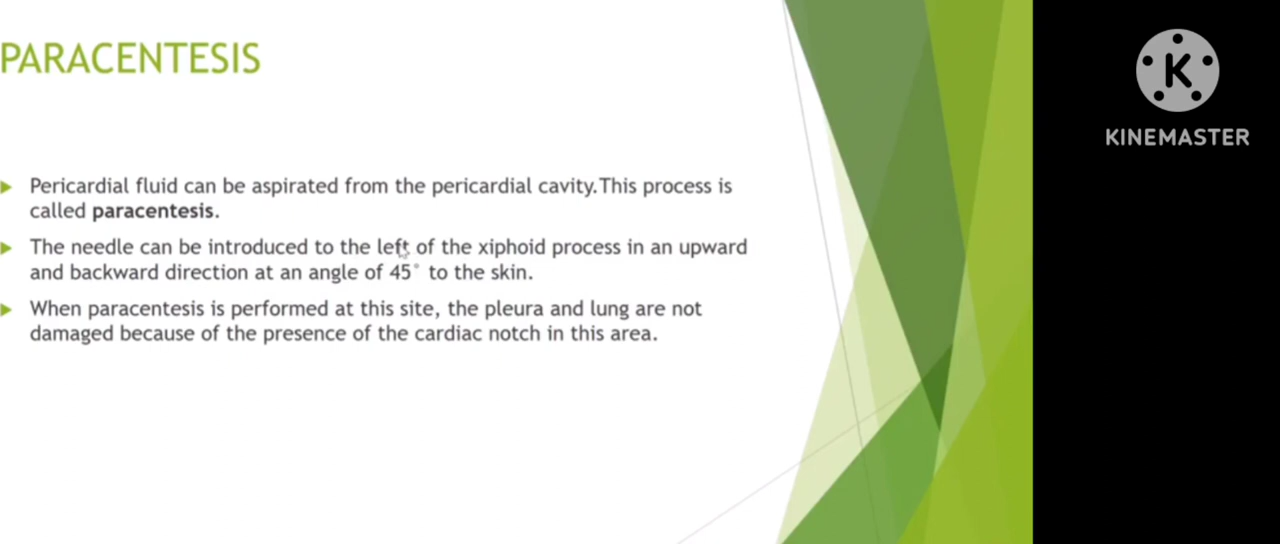 PARACENTESIS
Pericardial fluid can be aspirated from the pericardial cavity.This process is
called paracentesis.
The needle can be introduced to the left of the xiphoid process in an upward
and backward direction at an angle of 45° to the skin.
When paracentesis is performed at this site, the pleura and lung are not
damaged because of the presence of the cardiac notch in this area.
K
KINEMASTER